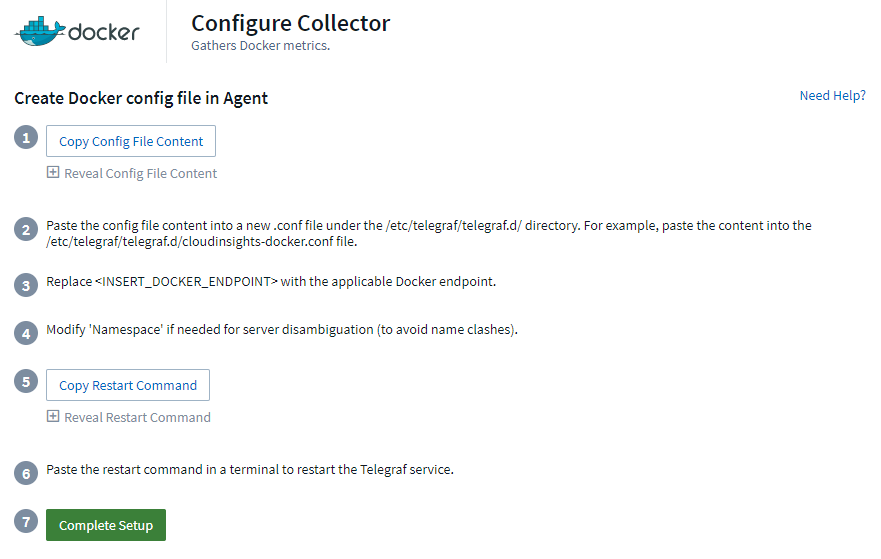 docker
Configure Collector
Gathers Docker metrics.
Create Docker config file in Agent
Need Help?
1
Copy Config File Content
Reveal Config File Content
2
Paste the config file content into a new .conf file under the /etc/telegraf/telegraf.d/ directory. For example, paste the content into the
/etc/telegraf/telegraf.d/cloudinsights-docker.conf file.
3
Replace <INSERT_DOCKER_ENDPOINT> with the applicable Docker endpoint.
4
Modify 'Namespace' if needed for server disambiguation (to avoid name clashes).
5
Copy Restart Command
Reveal Restart Command
6
Paste the restart command in a terminal to restart the Telegraf service.
7
Complete Setup